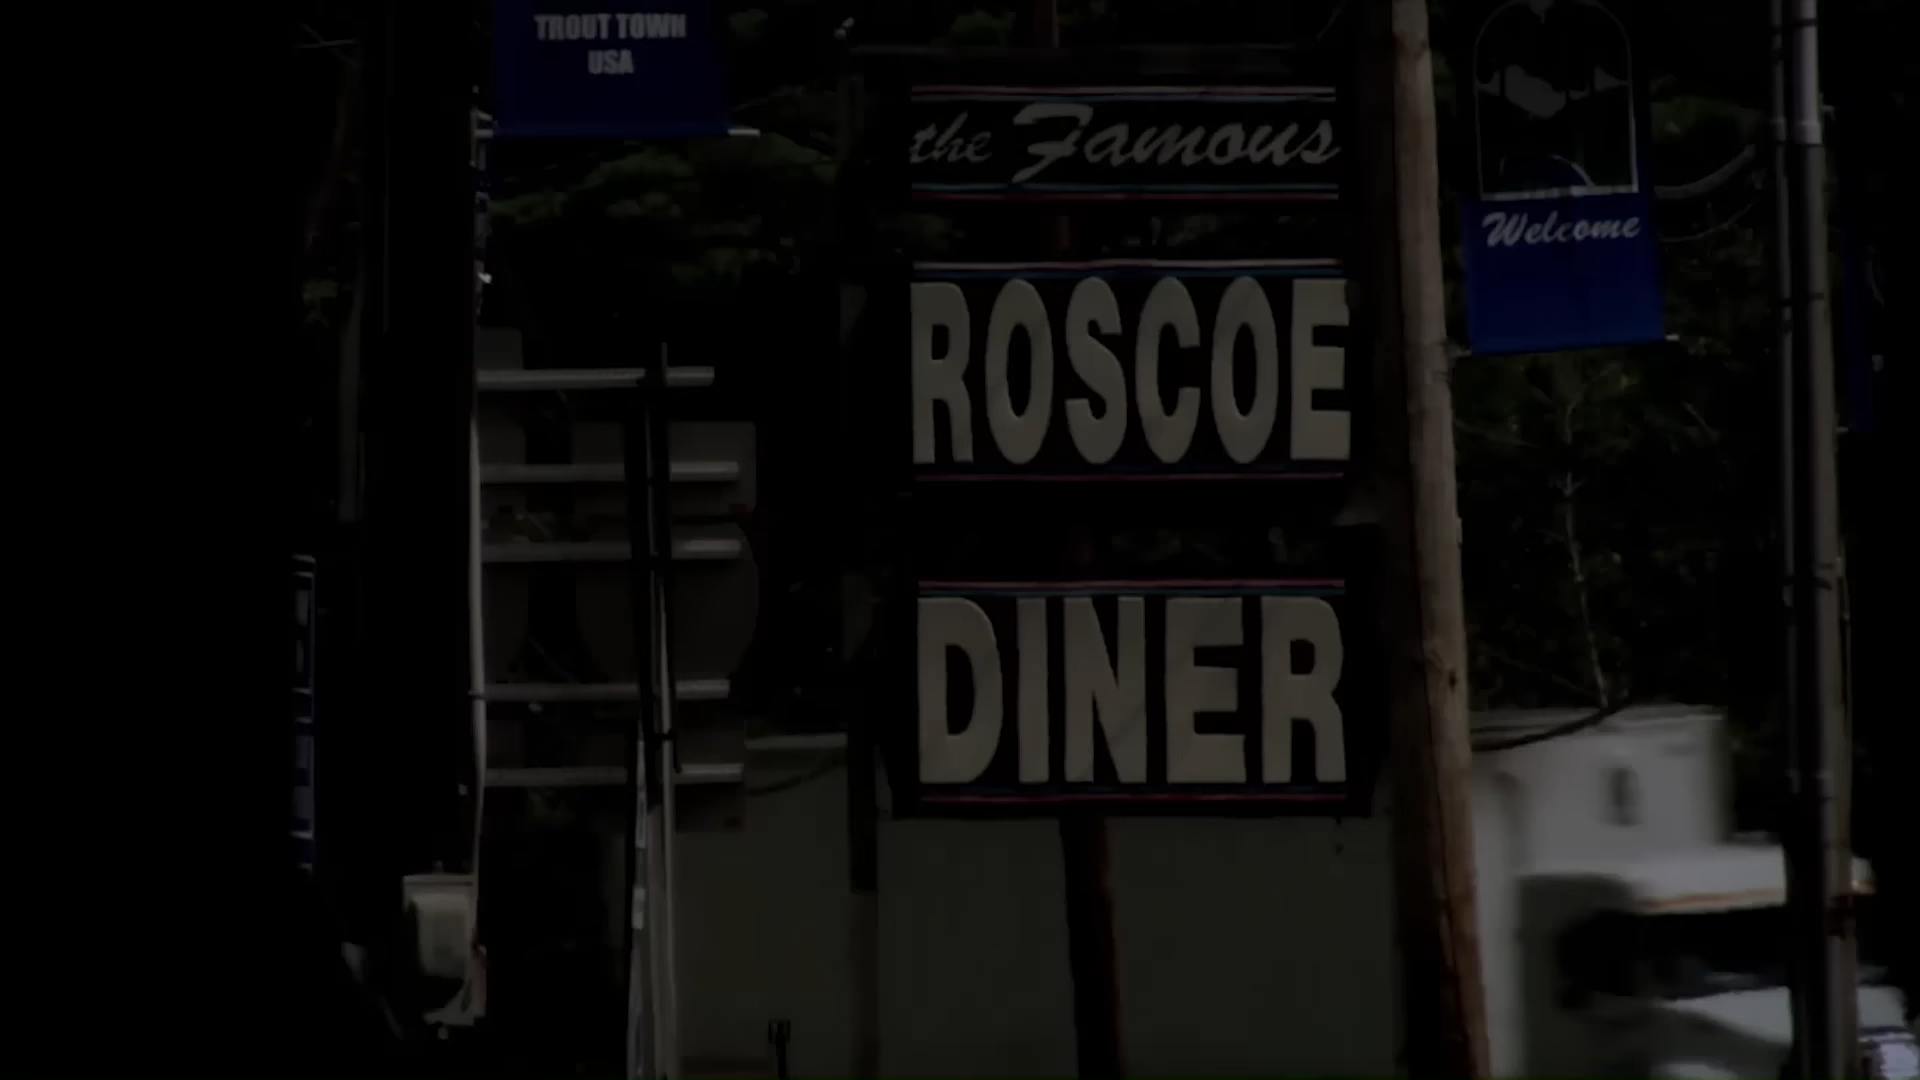 TROUT TOWN
USA
the Famous
ROSCOE
DINER
Welcome